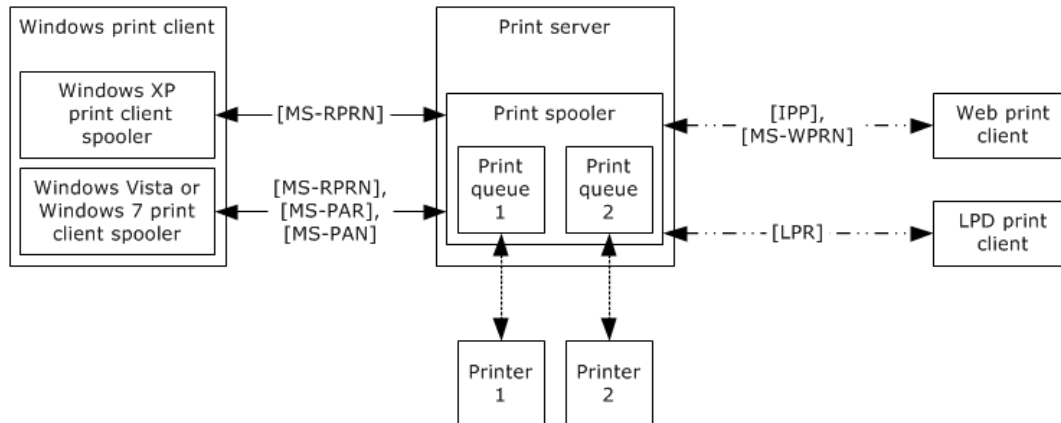 Windows print client
Windows XP
print client
spooler
Windows Vista or
Windows 7 print
client spooler
[MS-RPRN]
[MS-RPRN],
[MS-PAR],
[MS-PAN]
Print server
Print spooler
Print
queue
1
Print
queue
2
Printer
1
Printer
2
[IPP],
[MS-WPRN]
[LPR]
Web print
client
LPD print
client